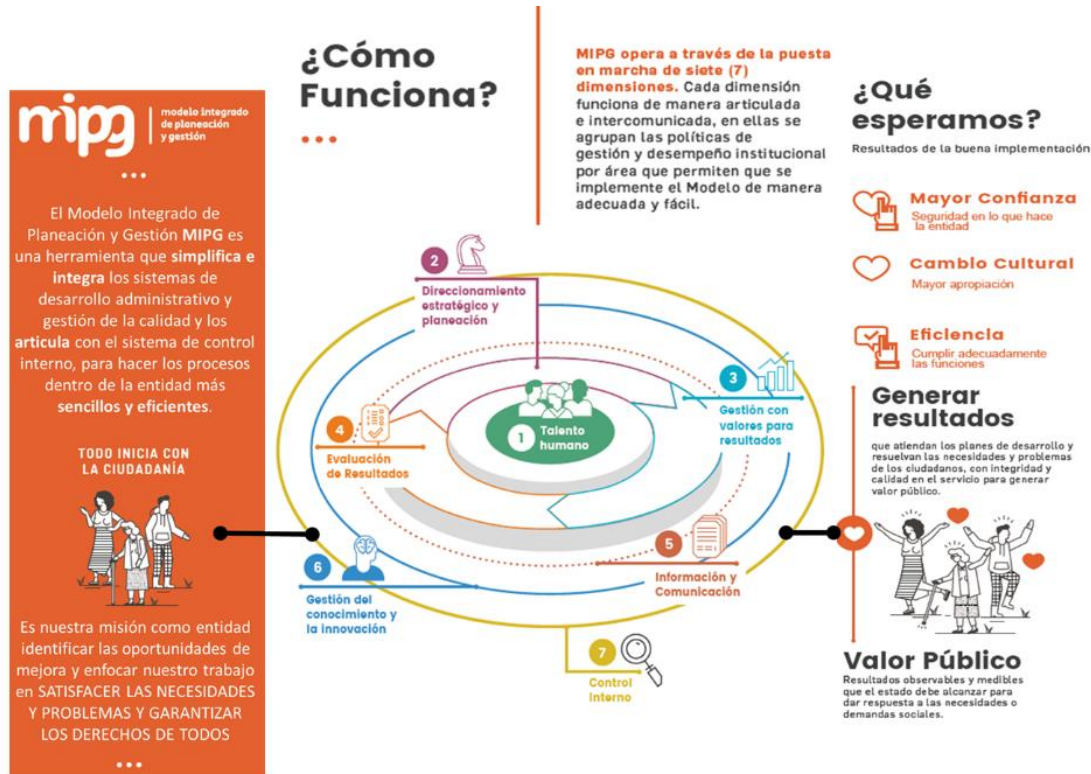 mipg
modelo integrado
de planeación
y gestión
El Modelo Integrado de
Planeación y Gestión MIPG es
una herramienta que simplifica e
integra los sistemas de
desarrollo administrativo y
gestión de la calidad y los
articula con el sistema de control
interno, para hacer los procesos
dentro de la entidad más
sencillos y eficientes.
TODO INICIA CON
LA CIUDADANÍA
Es nuestra misión como entidad
identificar las oportunidades de
mejora y enfocar nuestro trabajo
en SATISFACER LAS NECESIDADES
Y PROBLEMAS Y GARANTIZAR
LOS DERECHOS DE TODOS
¿Cómo
Funciona?
MIPG opera a través de la puesta
en marcha de siete (7)
dimensiones. Cada dimensión
funciona de manera articulada
e intercomunicada, en ellas se
agrupan las políticas de
gestión y desempeño institucional
por área que permiten que se
implemente el Modelo de manera
adecuada y fácil.
2
Direccionamiento
estratégico y
planeación
3
Gestión con
valores para
resultados
1
Talento
humano
4
Evaluación
de Resultados
5
Información y
Comunicación
6
Gestión del
conocimiento y
la innovación
7
Control
Interno
¿Qué
esperamos?
Resultados de la buena implementación
Mayor Confianza
Seguridad en lo que hace
la entidad
Cambio Cultural
Mayor apropiación
Eficiencia
Cumplir adecuadamente
las funciones
Generar
resultados
que atiendan los planes de desarrollo y
resuelvan las necesidades y problemas
de los ciudadanos, con integridad y
calidad en el servicio para generar
valor público.
Valor Público
Resultados observables y medibles
que el estado debe alcanzar para
dar respuesta a las necesidades o
demandas sociales.